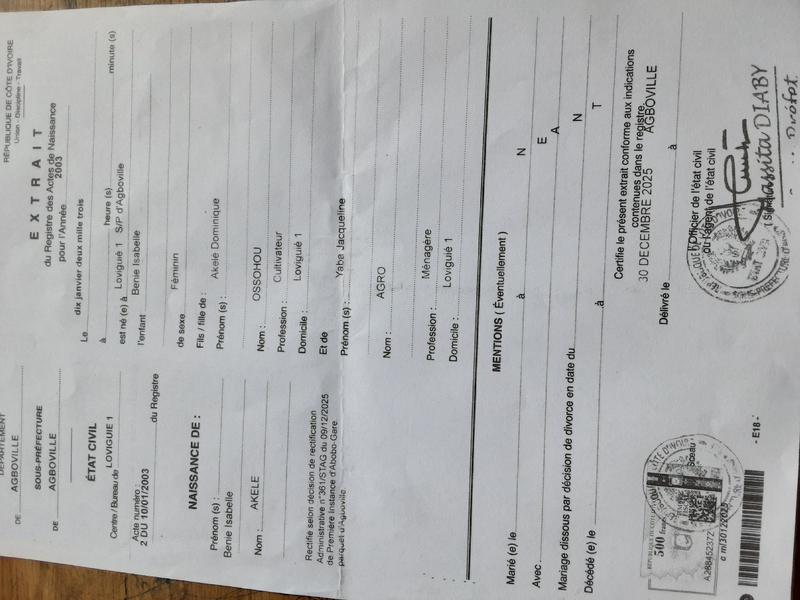 DÉPARTEMENT
DE AGBOVILLE
SOUS-PRÉFECTURE
DE AGBOVILLE
ÉTAT CIVIL
Centre / Bureau de LOVIGUIE 1
Acte numéro :
2 DU 10/01/2003 du Registre
NAISSANCE DE :
Prénom (s) :
Benie Isabelle
Nom : AKELE
Rectifie selon décision de rectification
Administrative n°361/STAG du 09/12/2025
de Première Instance d'Abobo-Gare
parquet d'Agboville
RÉPUBLIQUE DE CÔTE D'IVOIRE
Union - Discipline - Travail
EXTRAIT
du Registre des Actes de Naissance
pour l'Année 2003
Le dix janvier deux mille trois
à heure (s) minute (s)
est né (e) à Loviguié 1 S/P d'Agboville
l'enfant Benie Isabelle
de sexe Féminin
Fils / fille de :
Prénom (s) : Akelé Dominique
Nom : OSSOHOU
Profession : Cultivateur
Domicile : Loviguié 1
Et de
Prénom (s) : Yaba Jacqueline
Nom : AGRO
Profession : Ménagère
Domicile : Loviguié 1
MENTIONS ( Éventuellement )
Marié (e) le à N
Avec E
A
Mariage dissous par décision de divorce en date du N
Décédé (e) le à T
Certifie le présent extrait conforme aux indications
contenues dans le registre.
Délivré le 30 DECEMBRE 2025 à AGBOVILLE
l'Officier de l'état civil
ou l'agent de l'état civil
Massita DIABY
500
Sceau
A288452372
30122025
- E18 -